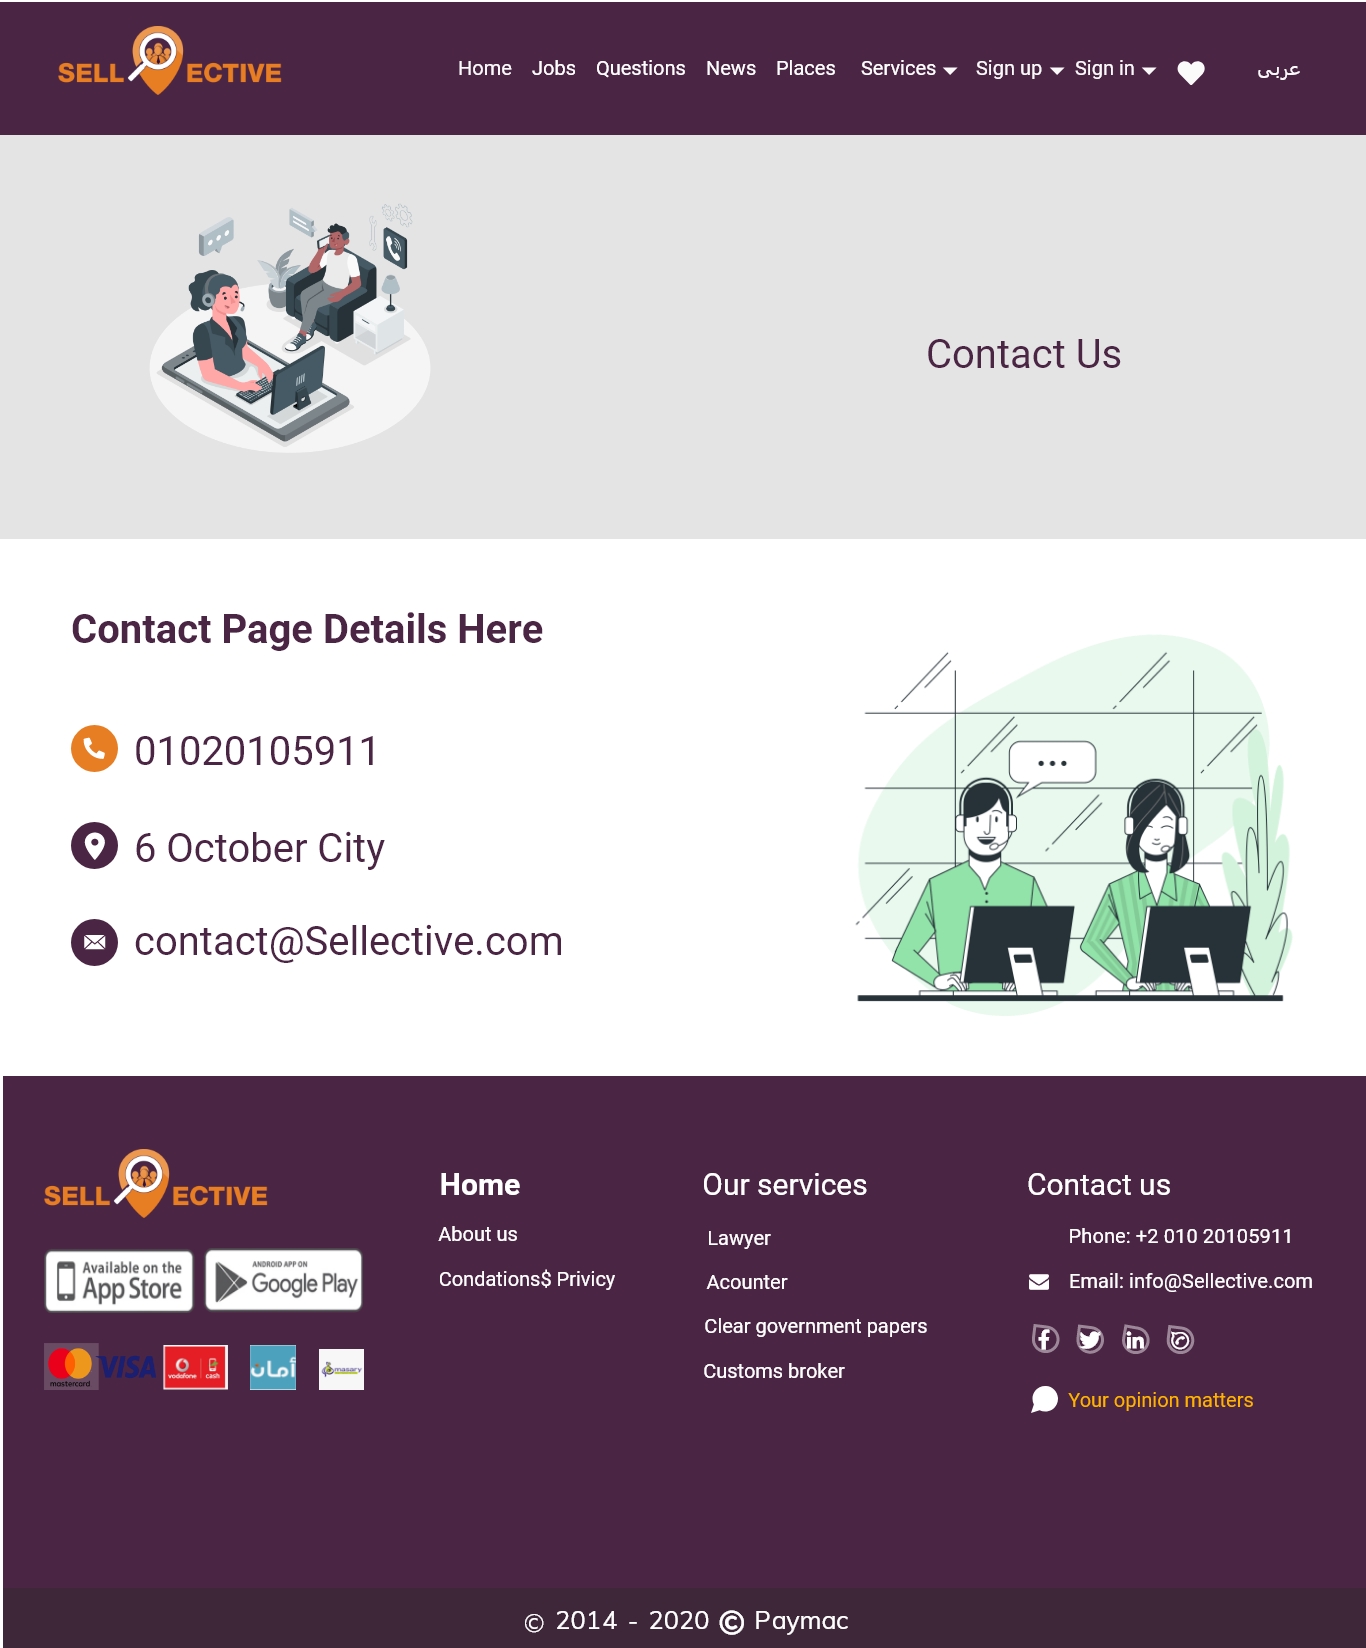 SELL ECTIVE
Home Jobs Questions News Places Services Sign up Sign in عربى
Contact Us
Contact Page Details Here
01020105911
6 October City
contact@Sellective.com
SELL ECTIVE
Available on the
App Store
ANDROID APP ON
Google Play
mastercard
VISA
vodofone cash
أمان
masary
Home
About us
Condations$ Privicy
Our services
Lawyer
Acounter
Clear government papers
Customs broker
Contact us
Phone: +2 010 20105911
Email: info@Sellective.com
Your opinion matters
© 2014 - 2020 © Paymac